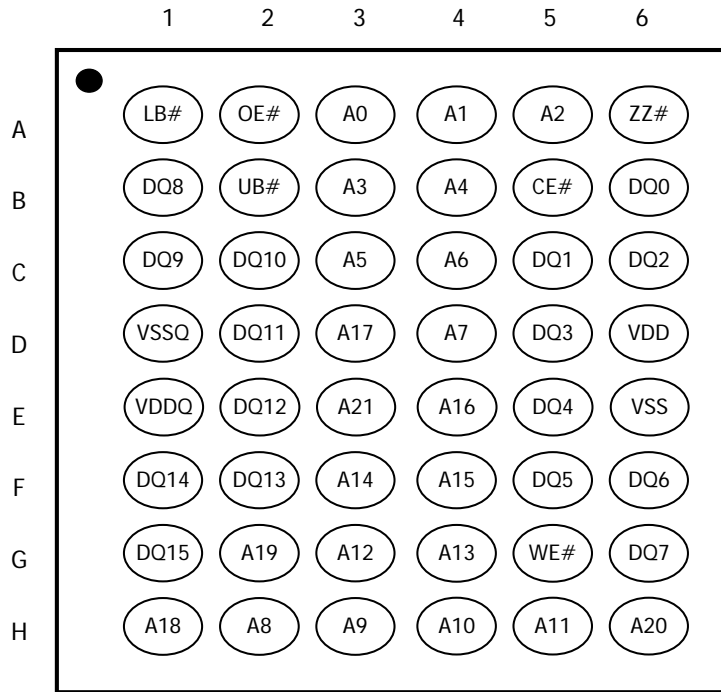 1 2 3 4 5 6
A LB# OE# A0 A1 A2 ZZ#
B DQ8 UB# A3 A4 CE# DQ0
C DQ9 DQ10 A5 A6 DQ1 DQ2
D VSSQ DQ11 A17 A7 DQ3 VDD
E VDDQ DQ12 A21 A16 DQ4 VSS
F DQ14 DQ13 A14 A15 DQ5 DQ6
G DQ15 A19 A12 A13 WE# DQ7
H A18 A8 A9 A10 A11 A20